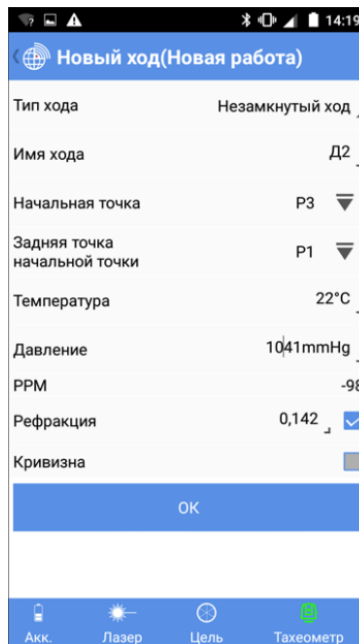 14:19
Новый ход(Новая работа)
Тип хода Незамкнутый ход
Имя хода Д2
Начальная точка P3
Задняя точка
начальной точки P1
Температура 22°C
Давление 1041mmHg
PPM -98
Рефракция 0,142
Кривизна
OK
Акк. Лазер Цель Тахеометр